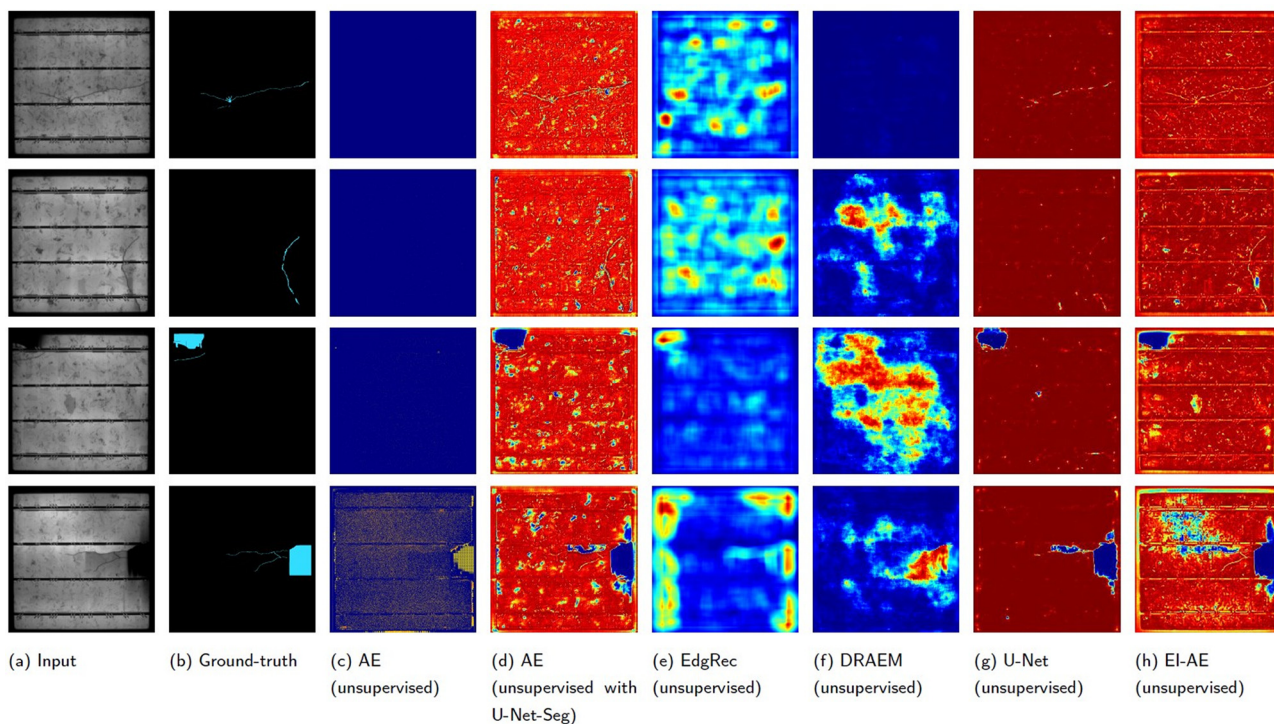 (a) Input
(b) Ground-truth
(c) AE
(unsupervised)
(d) AE
(unsupervised with
U-Net-Seg)
(e) EdgRec
(unsupervised)
(f) DRAEM
(unsupervised)
(g) U-Net
(unsupervised)
(h) EI-AE
(unsupervised)